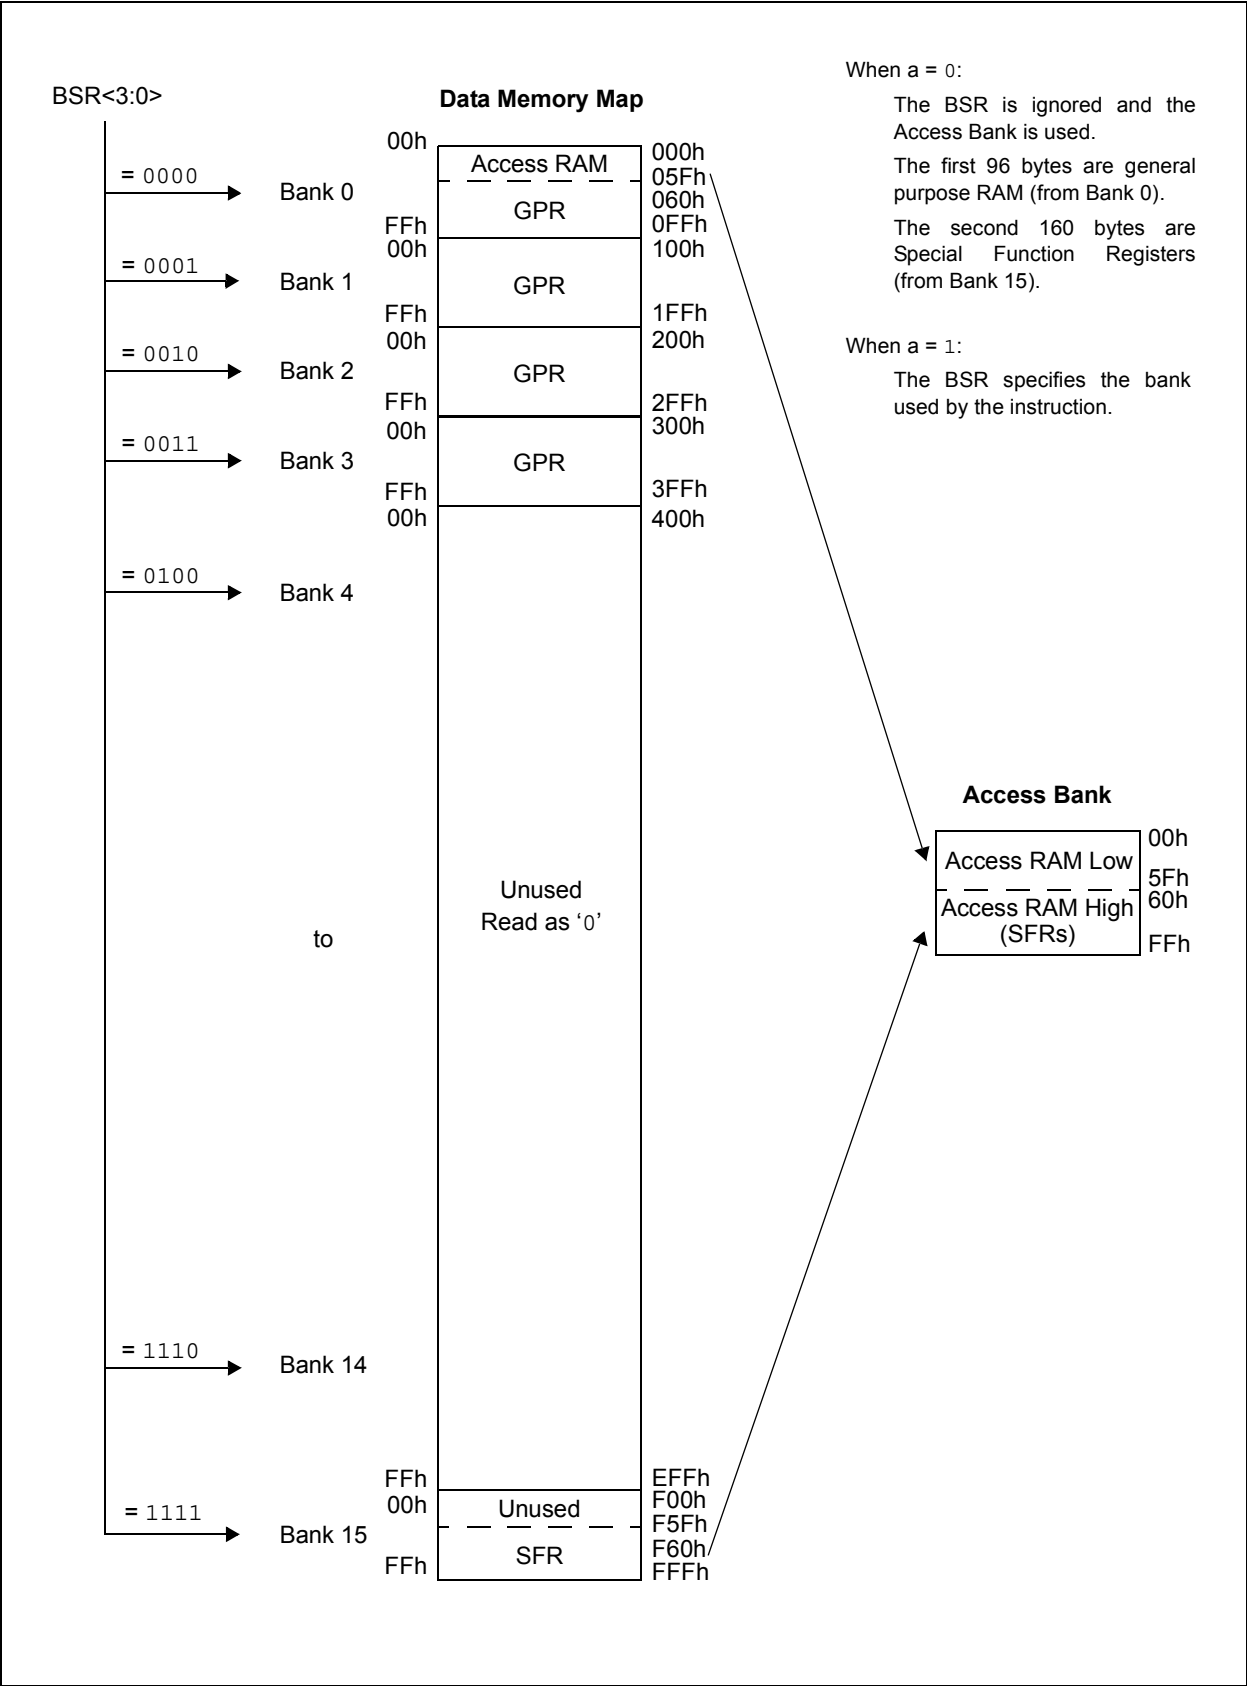 BSR<3:0>
Data Memory Map
When a = 0:
The BSR is ignored and the
Access Bank is used.
The first 96 bytes are general
purpose RAM (from Bank 0).
The second 160 bytes are
Special Function Registers
(from Bank 15).
When a = 1:
The BSR specifies the bank
used by the instruction.
= 0000
Bank 0
00h
FFh
Access RAM
GPR
000h
05Fh
060h
0FFh
= 0001
Bank 1
00h
FFh
GPR
100h
1FFh
= 0010
Bank 2
00h
FFh
GPR
200h
2FFh
= 0011
Bank 3
00h
FFh
GPR
300h
3FFh
= 0100
Bank 4
00h
400h
to
Unused
Read as ‘0’
= 1110
Bank 14
FFh
EFFh
= 1111
Bank 15
00h
FFh
Unused
SFR
F00h
F5Fh
F60h
FFFh
Access Bank
Access RAM Low
00h
5Fh
Access RAM High
(SFRs)
60h
FFh